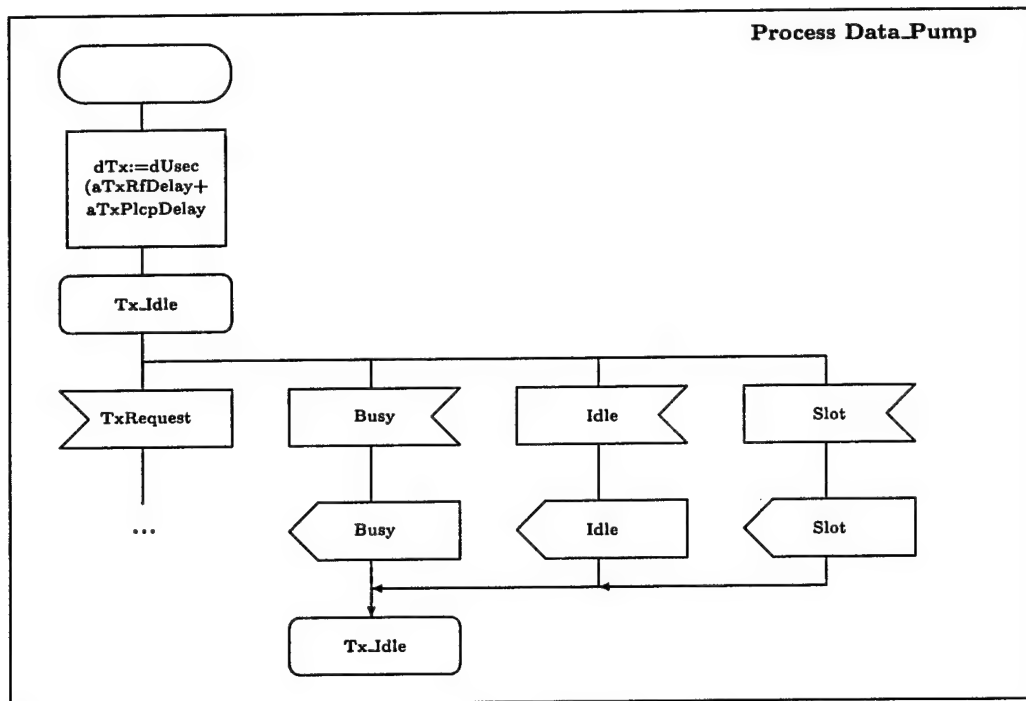 Process Data_Pump
dTx:=dUsec
(aTxRfDelay+
aTxPlcpDelay
Tx_Idle
TxRequest
Busy
Idle
Slot
...
Busy
Idle
Slot
Tx_Idle